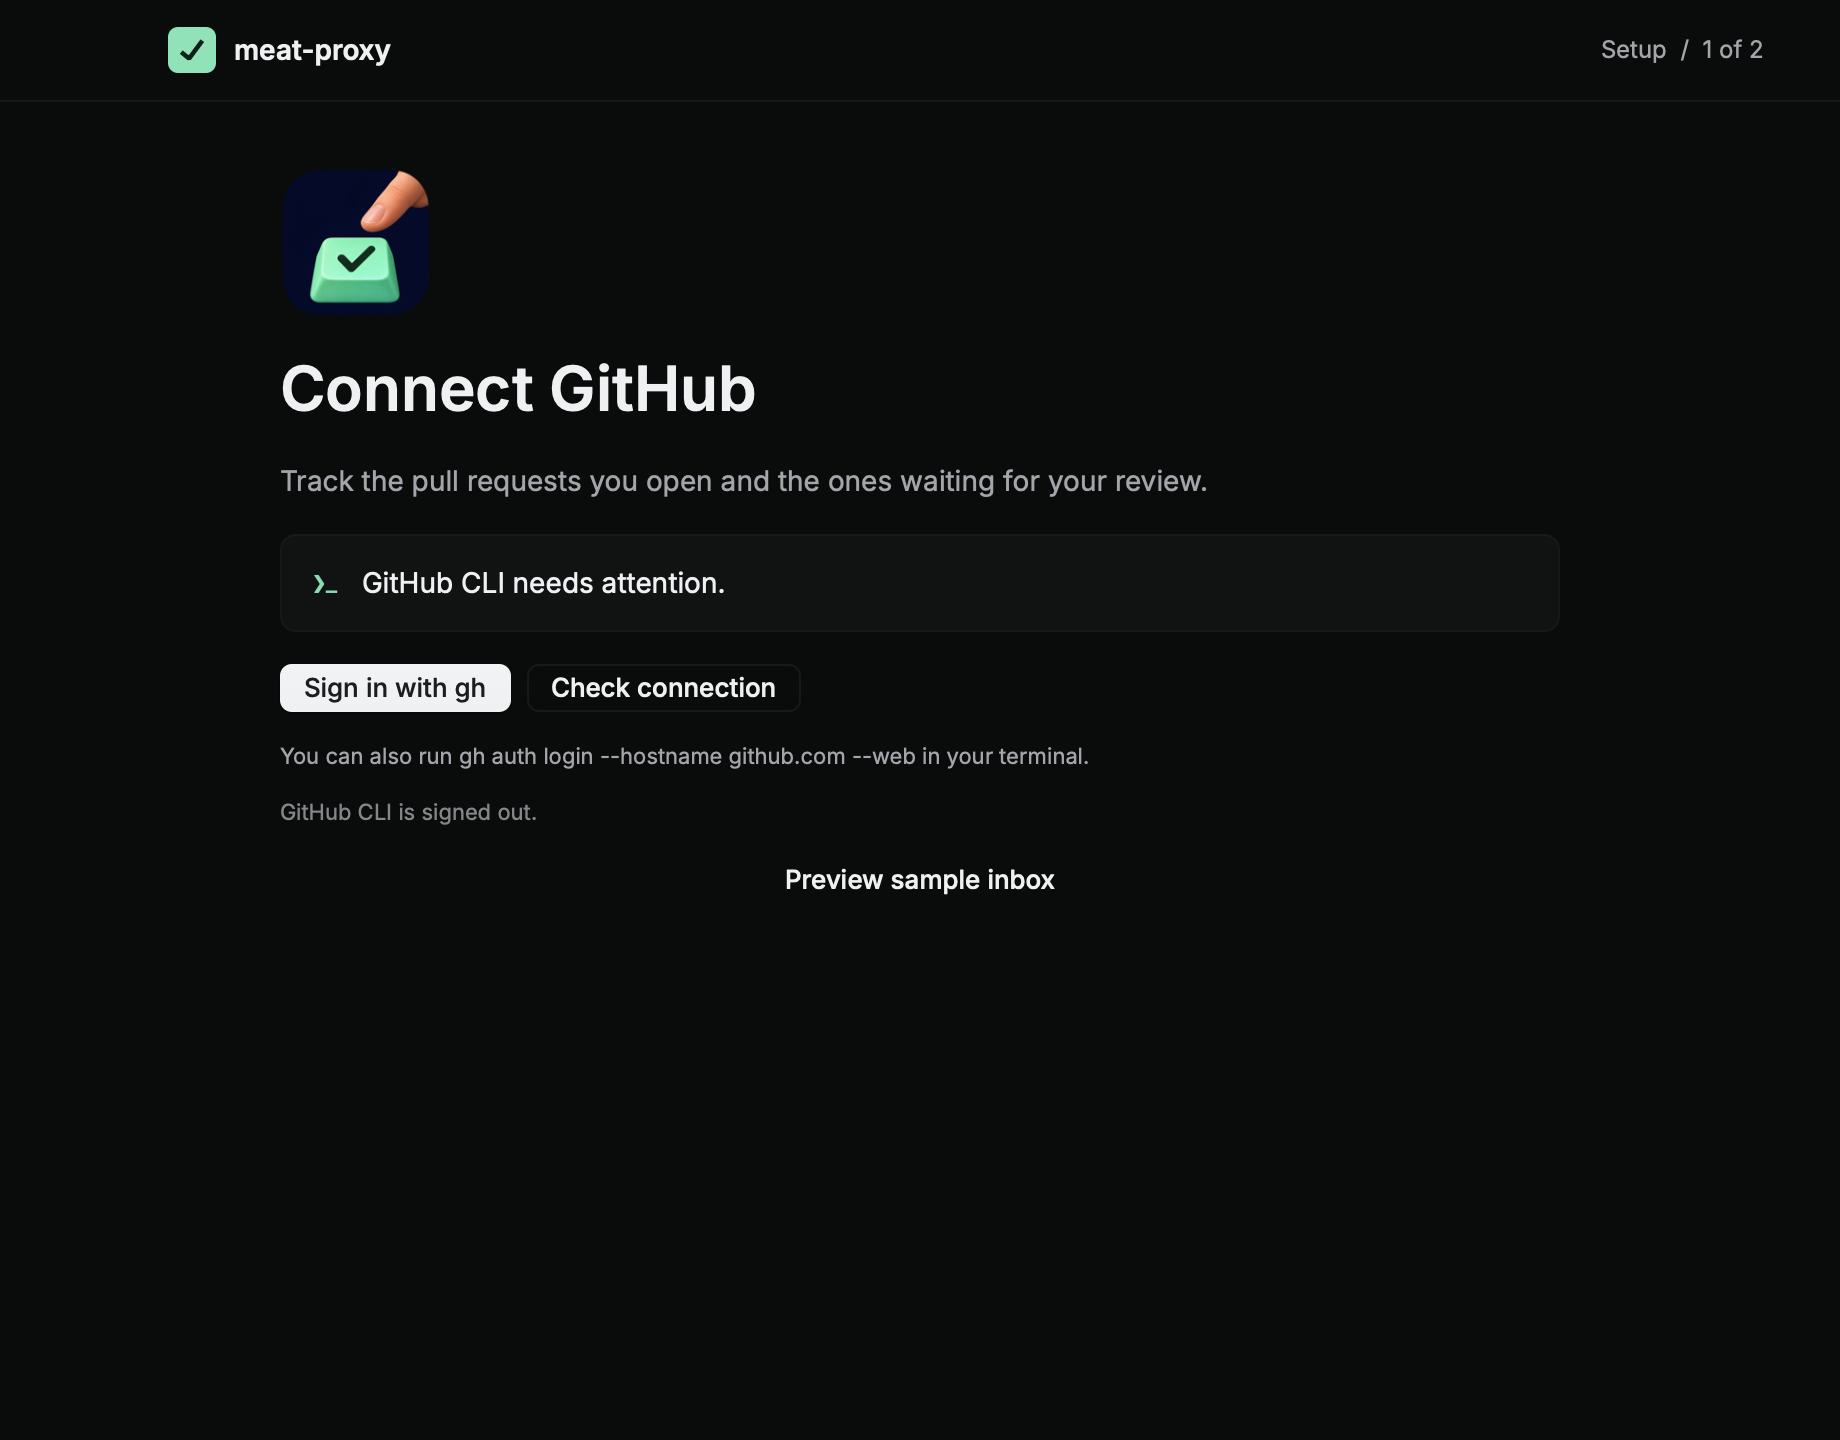 meat-proxy
Setup / 1 of 2
Connect GitHub
Track the pull requests you open and the ones waiting for your review.
GitHub CLI needs attention.
Sign in with gh
Check connection
You can also run gh auth login --hostname github.com --web in your terminal.
GitHub CLI is signed out.
Preview sample inbox